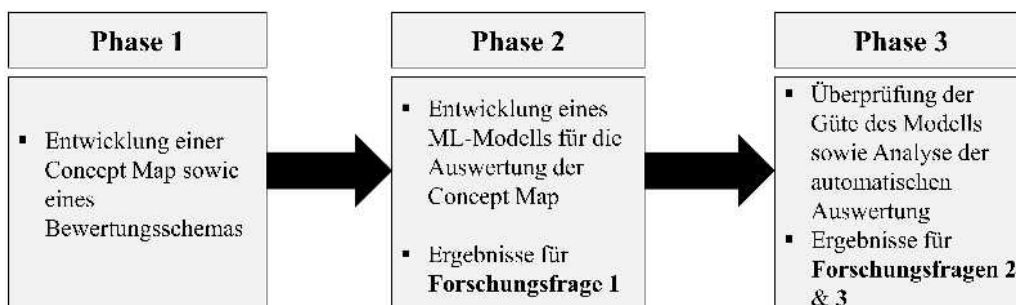 Phase 1
▪ Entwicklung einer
Concept Map sowie
eines
Bewertungsschemas
Phase 2
▪ Entwicklung eines
ML-Modells für die
Auswertung der
Concept Map
▪ Ergebnisse für
Forschungsfrage 1
Phase 3
▪ Überprüfung der
Güte des Modells
sowie Analyse der
automatischen
Auswertung
▪ Ergebnisse für
Forschungsfragen 2
& 3